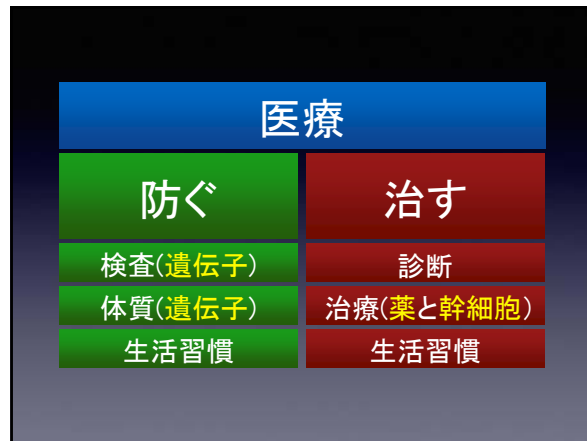 医療
防ぐ 治す
検査(遺伝子) 診断
体質(遺伝子) 治療(薬と幹細胞)
生活習慣 生活習慣